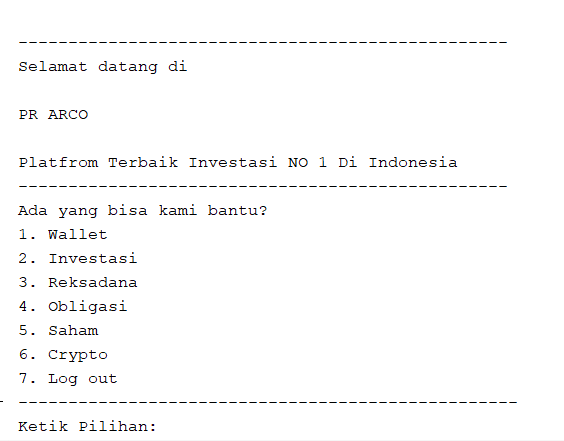 -------------------------------------------------
Selamat datang di
PR ARCO
Platfrom Terbaik Investasi NO 1 Di Indonesia
-------------------------------------------------
Ada yang bisa kami bantu?
1. Wallet
2. Investasi
3. Reksadana
4. Obligasi
5. Saham
6. Crypto
7. Log out
--------------------------------------------------
Ketik Pilihan: